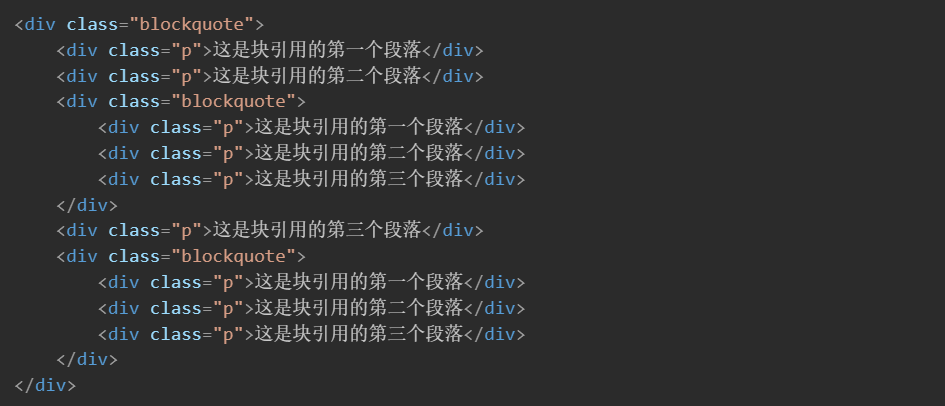 <div class="blockquote">
    <div class="p">这是块引用的第一个段落</div>
    <div class="p">这是块引用的第二个段落</div>
    <div class="blockquote">
        <div class="p">这是块引用的第一个段落</div>
        <div class="p">这是块引用的第二个段落</div>
        <div class="p">这是块引用的第三个段落</div>
    </div>
    <div class="p">这是块引用的第三个段落</div>
    <div class="blockquote">
        <div class="p">这是块引用的第一个段落</div>
        <div class="p">这是块引用的第二个段落</div>
        <div class="p">这是块引用的第三个段落</div>
    </div>
</div>